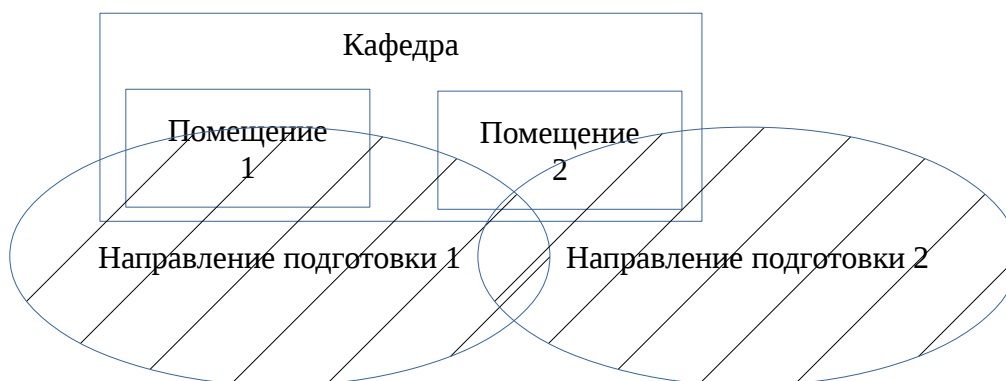 Кафедра
Помещение
1
Помещение
2
Направление подготовки 1
Направление подготовки 2